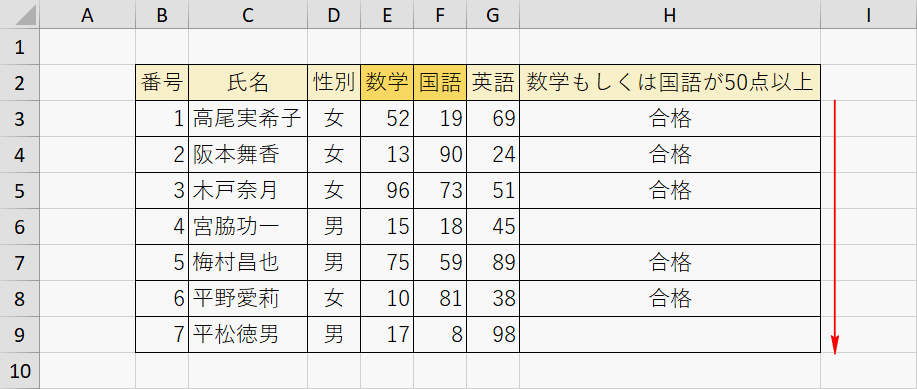 A B C D E F G H I
1
2 番号 氏名 性別 数学 国語 英語 数学もしくは国語が50点以上
3 1 高尾実希子 女 52 19 69 合格
4 2 阪本舞香 女 13 90 24 合格
5 3 木戸奈月 女 96 73 51 合格
6 4 宮脇功一 男 15 18 45
7 5 梅村昌也 男 75 59 89 合格
8 6 平野愛莉 女 10 81 38 合格
9 7 平松徳男 男 17 8 98
10